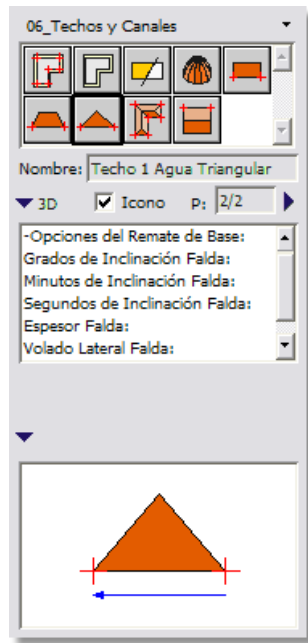 06_Techos y Canales
Nombre: Techo 1 Agua Triangular
3D Icono P: 2/2
-Opciones del Remate de Base:
Grados de Inclinación Falda:
Minutos de Inclinación Falda:
Segundos de Inclinación Falda:
Espesor Falda:
Volado Lateral Falda: